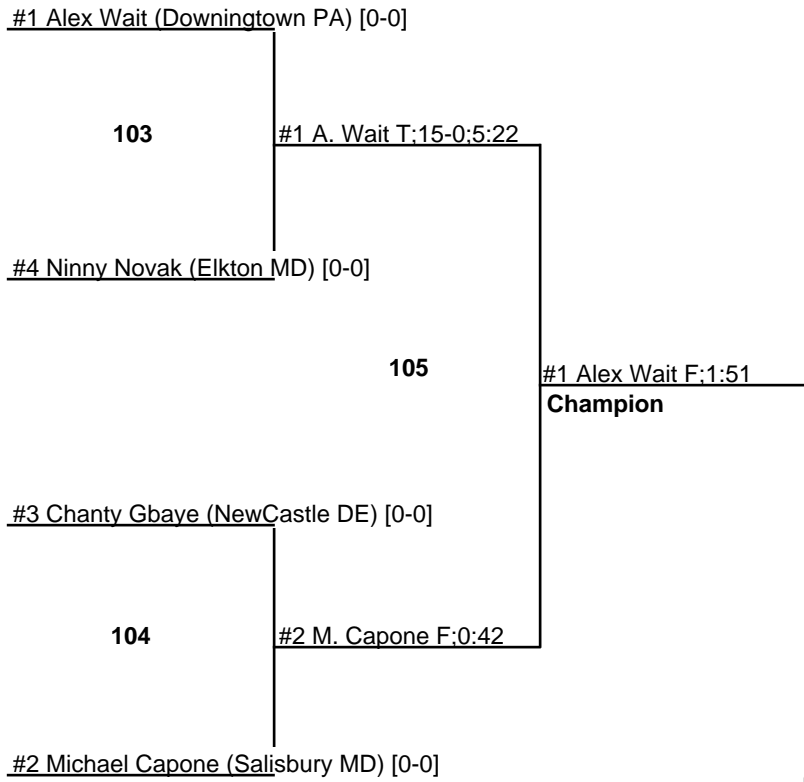 #1 Alex Wait (Downingtown PA) [0-0]
103
#1 A. Wait T;15-0;5:22
#4 Ninny Novak (Elkton MD) [0-0]
105
#1 Alex Wait F;1:51
Champion
#3 Chanty Gbaye (NewCastle DE) [0-0]
104
#2 M. Capone F;0:42
#2 Michael Capone (Salisbury MD) [0-0]